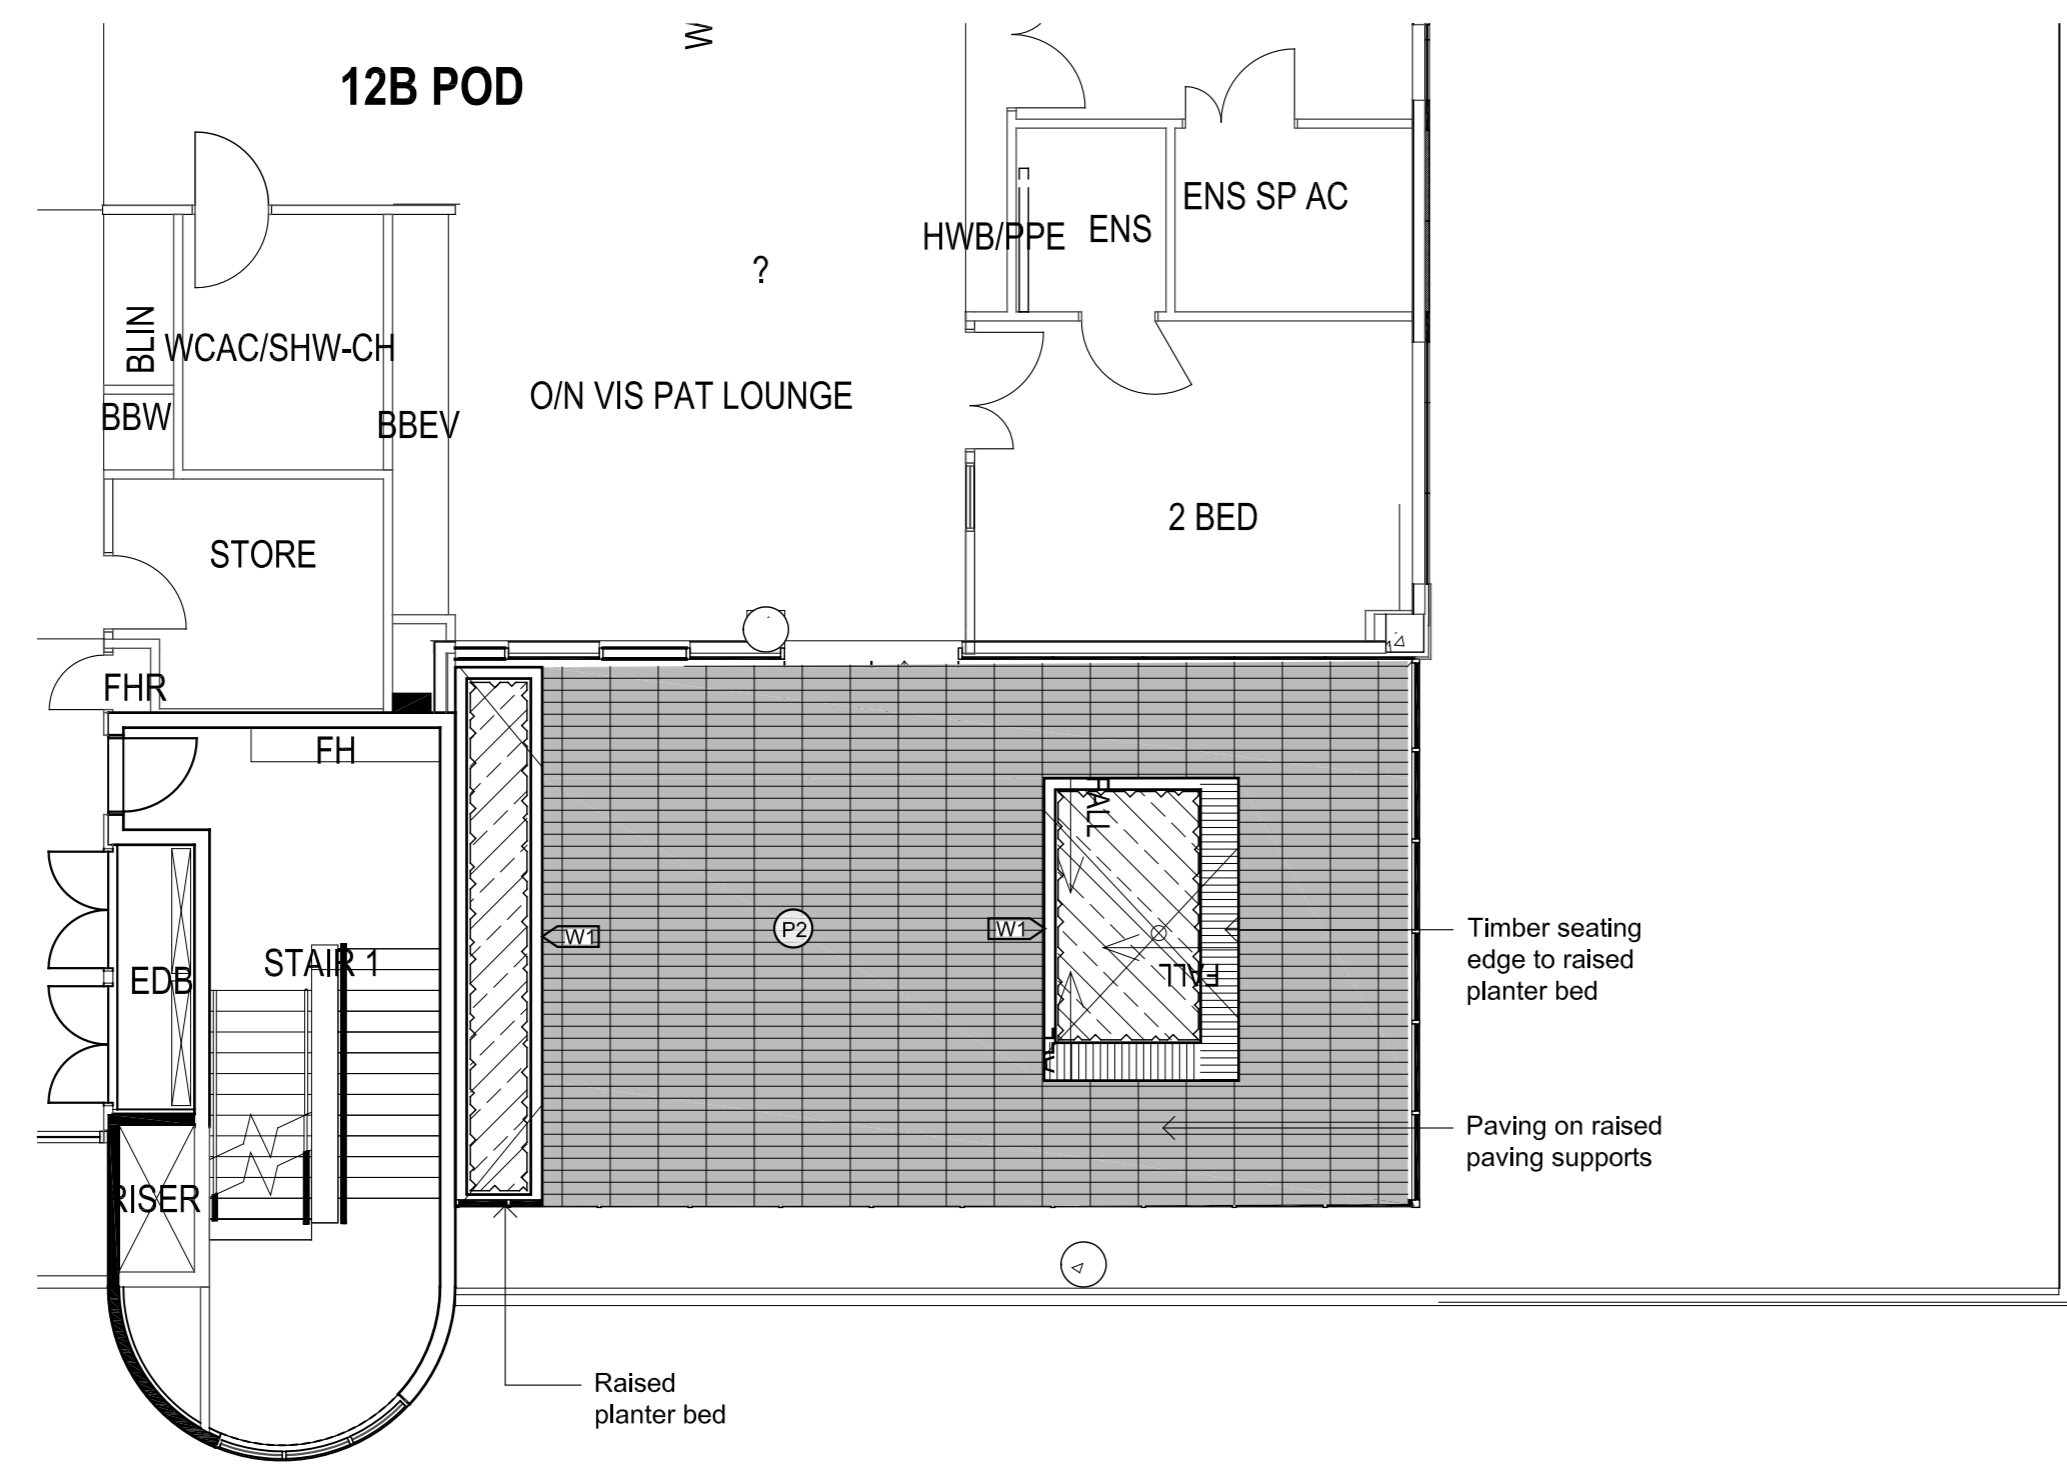 W
12B POD
ENS SP AC
HWB/PPE
ENS
?
BLIN
WCAC/SHW-CH
O/N VIS PAT LOUNGE
BBW
BBEV
2 BED
STORE
FHR
FH
FALL
W1
P2
W1
Timber seating
edge to raised
planter bed
STAIR 1
EDB
FALL
Paving on raised
paving supports
RISER
Raised
planter bed